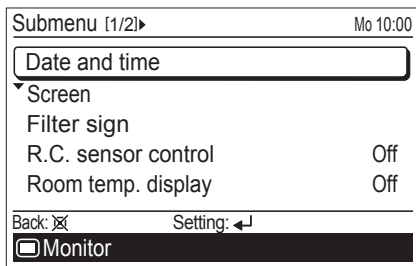 Submenu [1/2]▸ Mo 10:00
Date and time
Screen
Filter sign
R.C. sensor control Off
Room temp. display Off
Back: Setting:
Monitor